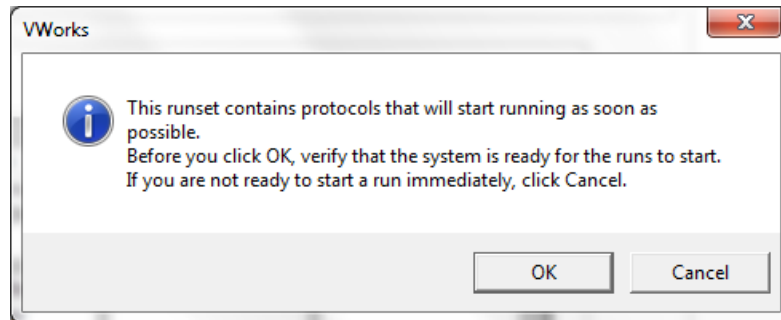 VWorks
This runset contains protocols that will start running as soon as
possible.
Before you click OK, verify that the system is ready for the runs to start.
If you are not ready to start a run immediately, click Cancel.
OK
Cancel